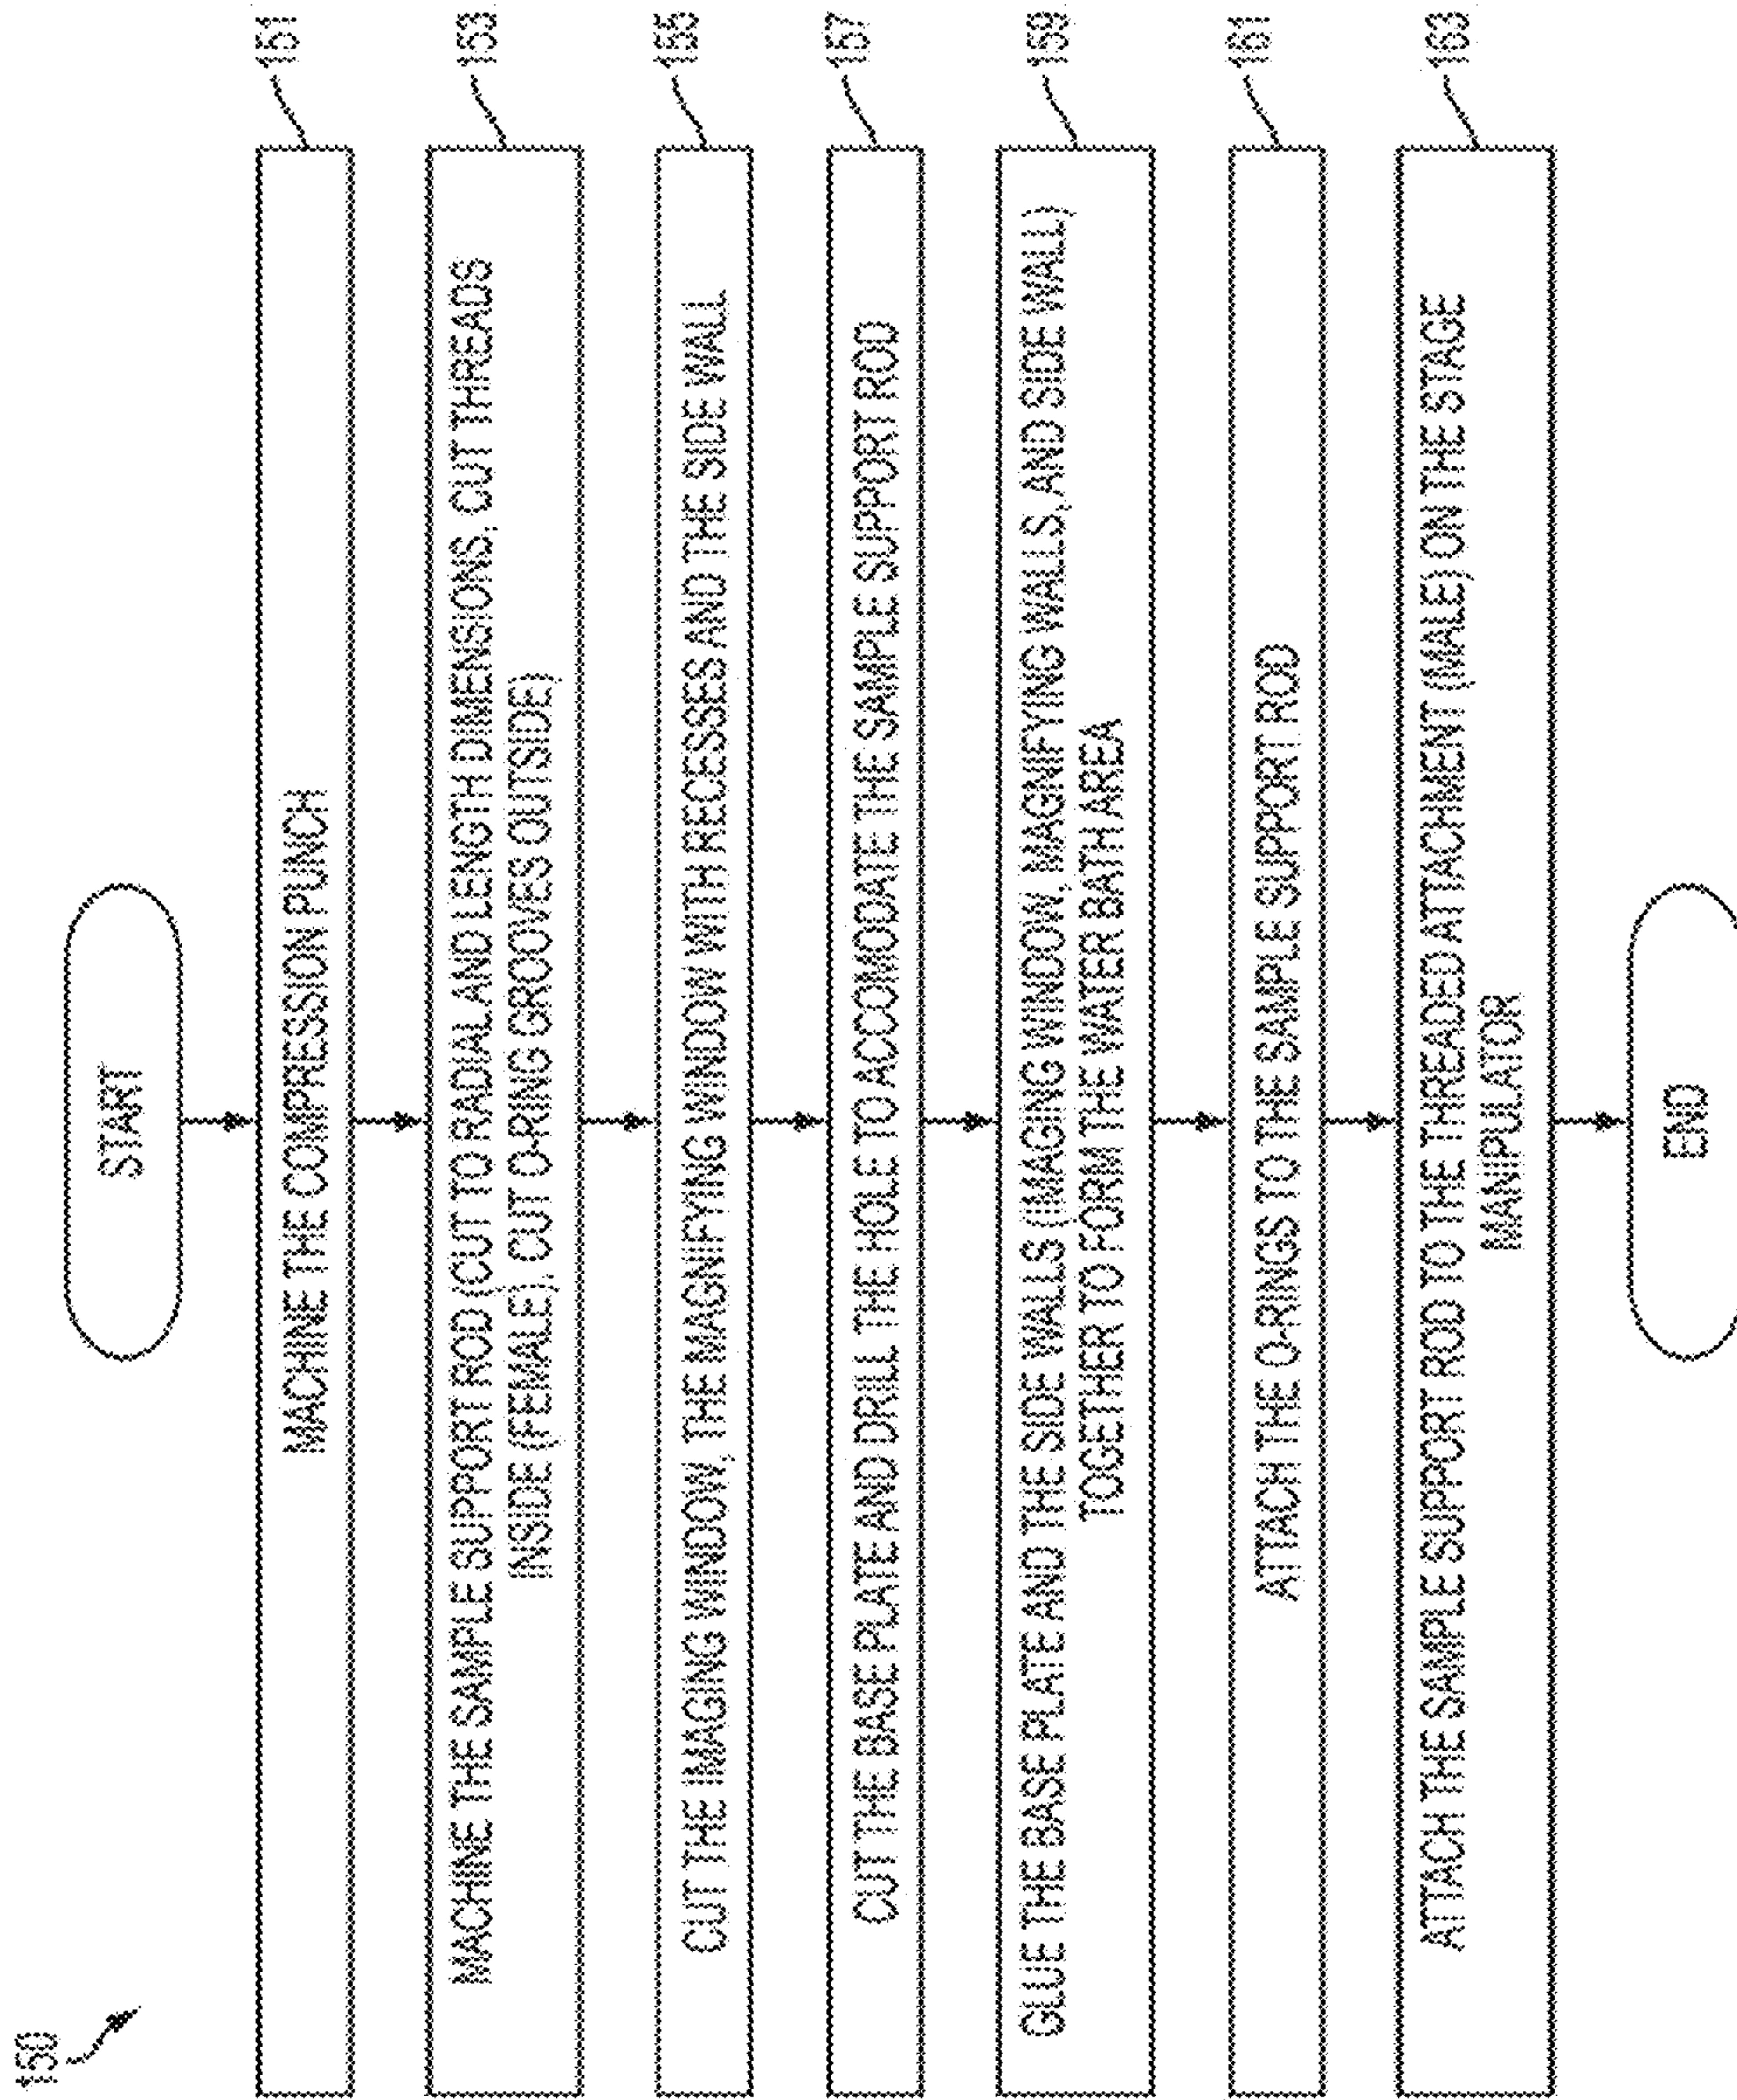 150
START
MACHINE THE COMPRESSION PUNCH
151
MACHINE THE SAMPLE SUPPORT ROD (CUT TO RADIAL AND LENGTH DIMENSIONS, CUT THREADS
INSIDE (FEMALE), CUT O-RING GROOVES OUTSIDE)
153
CUT THE IMAGING WINDOW, THE MAGNIFYING WINDOW WITH RECESSES AND THE SIDE WALL
155
CUT THE BASE PLATE AND DRILL THE HOLE TO ACCOMODATE THE SAMPLE SUPPORT ROD
157
GLUE THE BASE PLATE AND THE SIDE WALLS (IMAGING WINDOW, MAGNIFYING WALLS, AND SIDE WALL)
TOGETHER TO FORM THE WATER BATH AREA
159
ATTACH THE O-RINGS TO THE SAMPLE SUPPORT ROD
161
ATTACH THE SAMPLE SUPPORT ROD TO THE THREADED ATTACHMENT (MALE) ON THE STAGE
MANIPULATOR
163
END